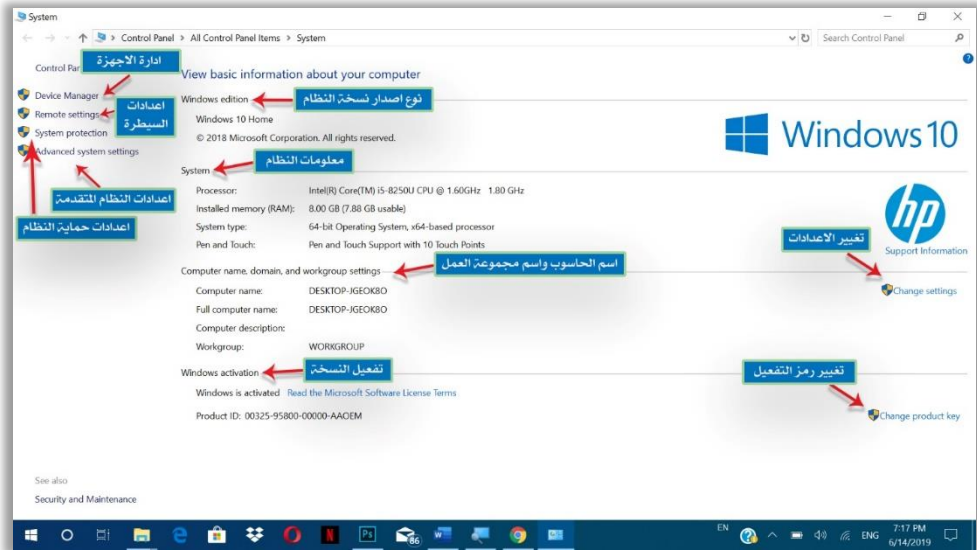 System
Control Panel > All Control Panel Items > System
Search Control Panel
Control Par
ادارة الاجهزة
View basic information about your computer
Device Manager
Windows edition
نوع اصدار نسخة النظام
Remote settings
اعدادات
السيطرة
Windows 10 Home
System protection
© 2018 Microsoft Corporation. All rights reserved.
Windows 10
Advanced system settings
System
معلومات النظام
Processor: Intel(R) Core(TM) i5-8250U CPU @ 1.60GHz 1.80 GHz
اعدادات النظام المتقدمة
Installed memory (RAM): 8.00 GB (7.88 GB usable)
hp
اعدادات حماية النظام
System type: 64-bit Operating System, x64-based processor
تغيير الاعدادات
Pen and Touch: Pen and Touch Support with 10 Touch Points
Support Information
اسم الحاسوب واسم مجموعة العمل
Computer name, domain, and workgroup settings
Computer name: DESKTOP-JGEOK8O
Change settings
Full computer name: DESKTOP-JGEOK8O
Computer description:
Workgroup: WORKGROUP
Windows activation
تفعيل النسخة
تغيير رمز التفعيل
Windows is activated Read the Microsoft Software License Terms
Product ID: 00325-95800-00000-AAOEM
Change product key
See also
Security and Maintenance
Ps
86
EN
ENG
7:17 PM
6/14/2019